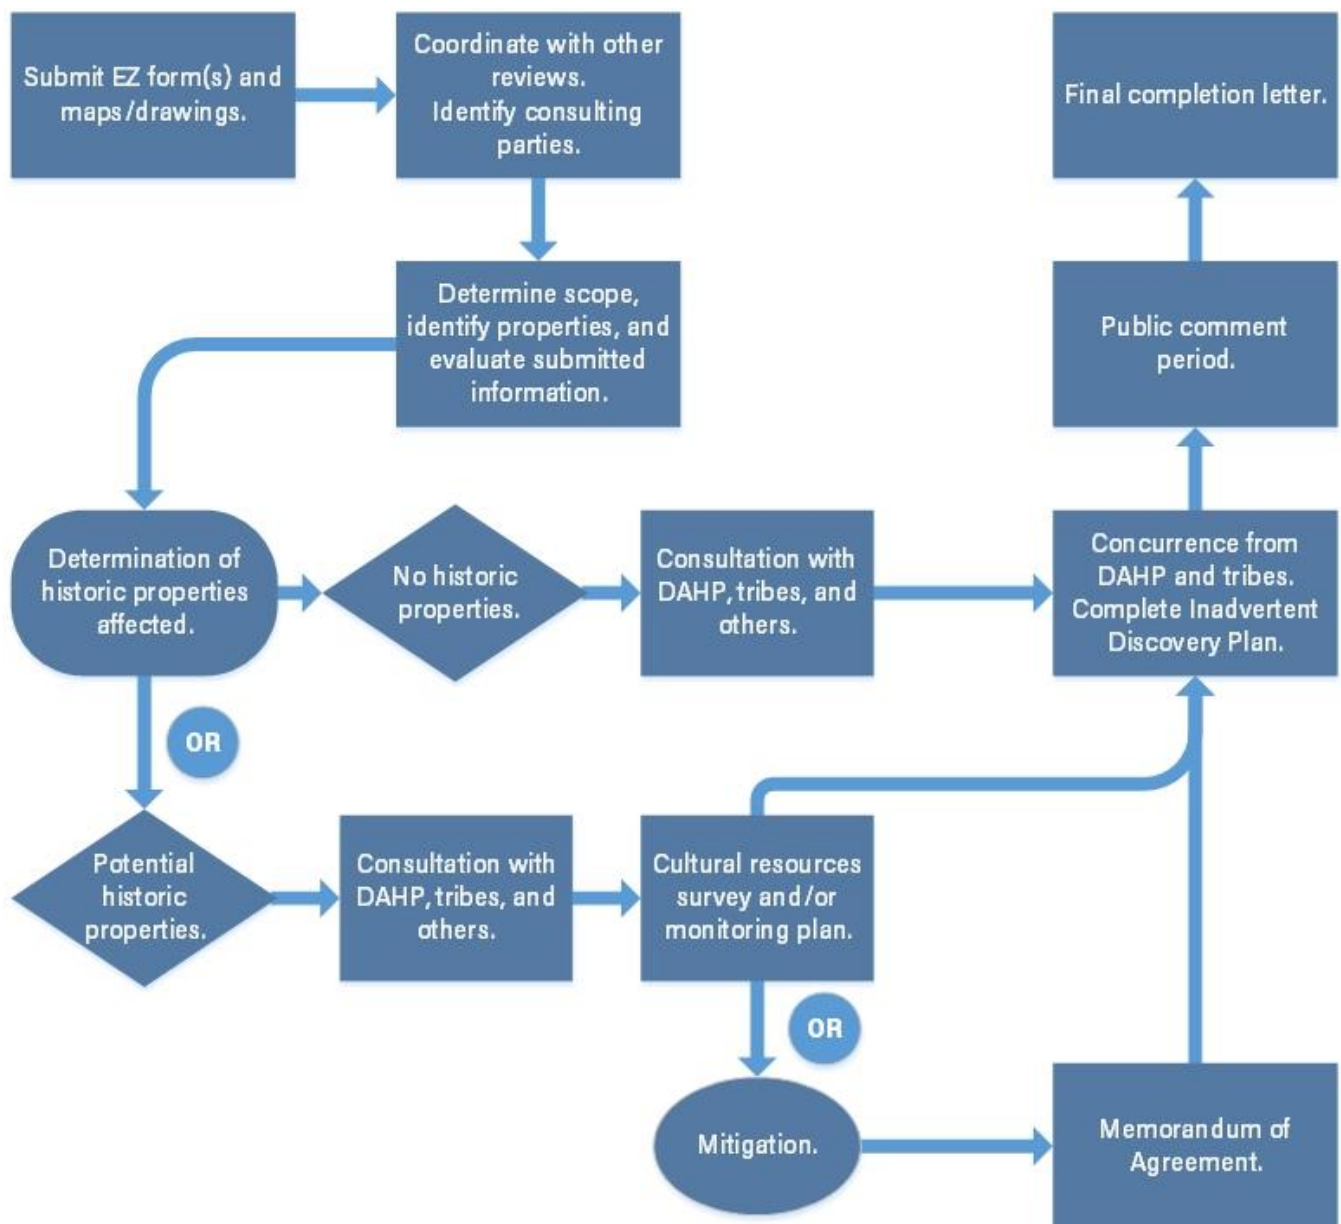 Submit EZ form(s) and
maps/drawings.
Coordinate with other
reviews.
Identify consulting
parties.
Final completion letter.
Determine scope,
identify properties, and
evaluate submitted
information.
Public comment
period.
Determination of
historic properties
affected.
No historic
properties.
Consultation with
DAHP, tribes, and
others.
Concurrence from
DAHP and tribes.
Complete Inadvertent
Discovery Plan.
OR
Potential
historic
properties.
Consultation with
DAHP, tribes, and
others.
Cultural resources
survey and/or
monitoring plan.
OR
Mitigation.
Memorandum of
Agreement.